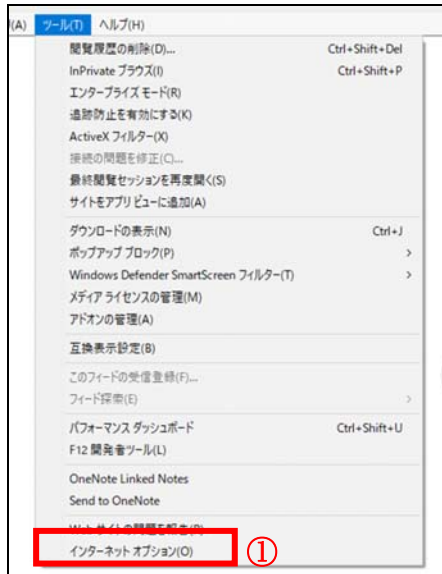 (A) ツール(T) ヘルプ(H)
閲覧履歴の削除(D)... Ctrl+Shift+Del
InPrivate ブラウズ(I) Ctrl+Shift+P
エンタープライズ モード(R)
追跡防止を有効にする(K)
ActiveX フィルター(X)
接続の問題を修正(C)...
最終閲覧セッションを再度開く(S)
サイトをアプリ ビューに追加(A)
ダウンロードの表示(N) Ctrl+J
ポップアップ ブロック(P)
Windows Defender SmartScreen フィルター(T)
メディア ライセンスの管理(M)
アドオンの管理(A)
互換表示設定(B)
このフィードの受信登録(F)...
フィード探索(E)
パフォーマンス ダッシュボード Ctrl+Shift+U
F12 開発者ツール(L)
OneNote Linked Notes
Send to OneNote
Web サイトの問題を報告(R)
インターネット オプション(O) ①